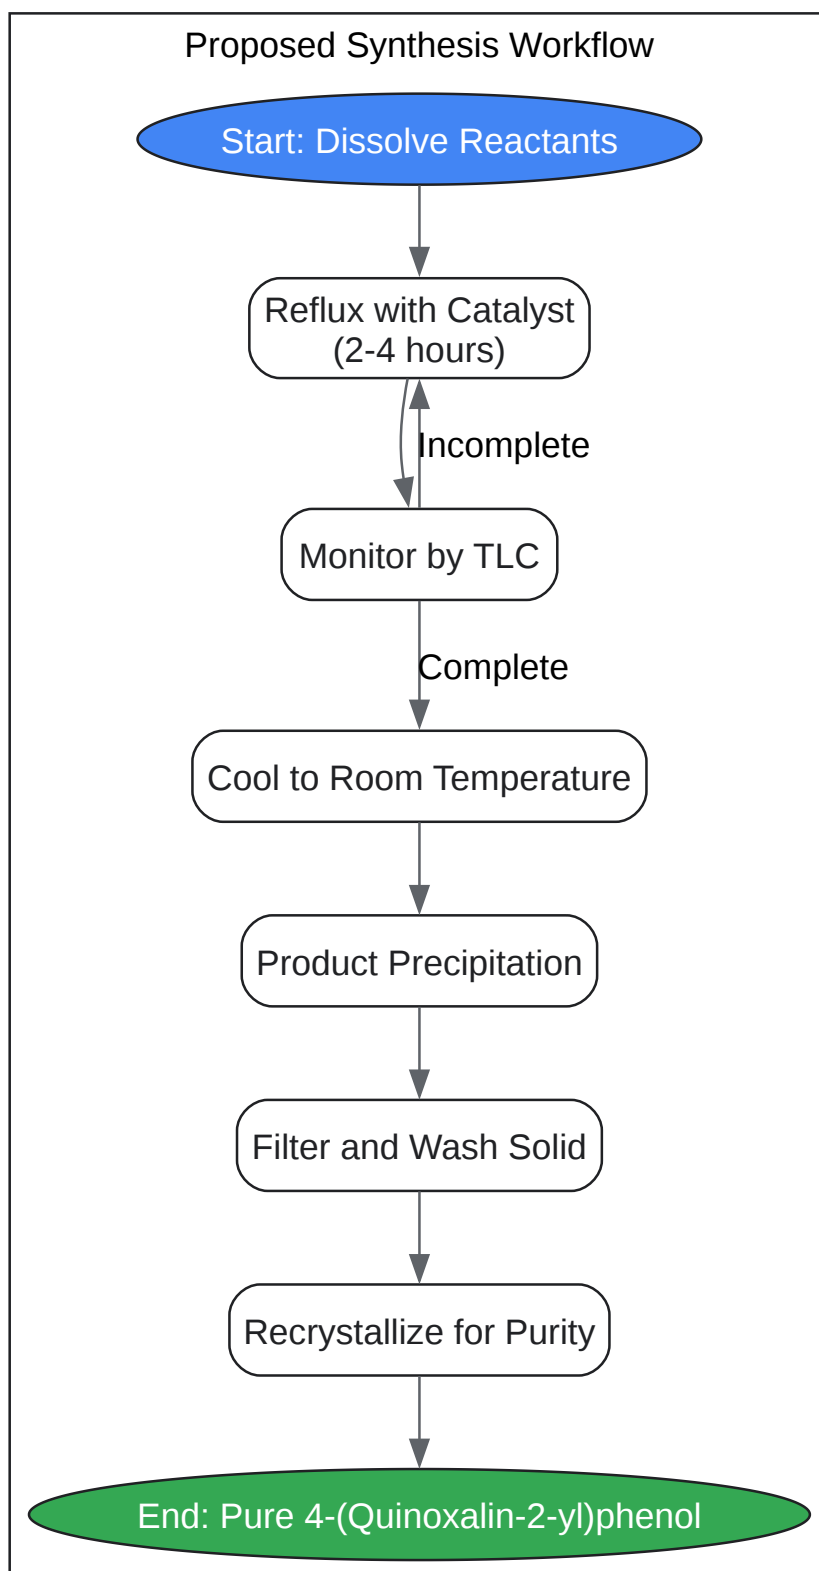 Proposed Synthesis Workflow
Start: Dissolve Reactants
Reflux with Catalyst
(2-4 hours)
Incomplete
Monitor by TLC
Complete
Cool to Room Temperature
Product Precipitation
Filter and Wash Solid
Recrystallize for Purity
End: Pure 4-(Quinoxalin-2-yl)phenol